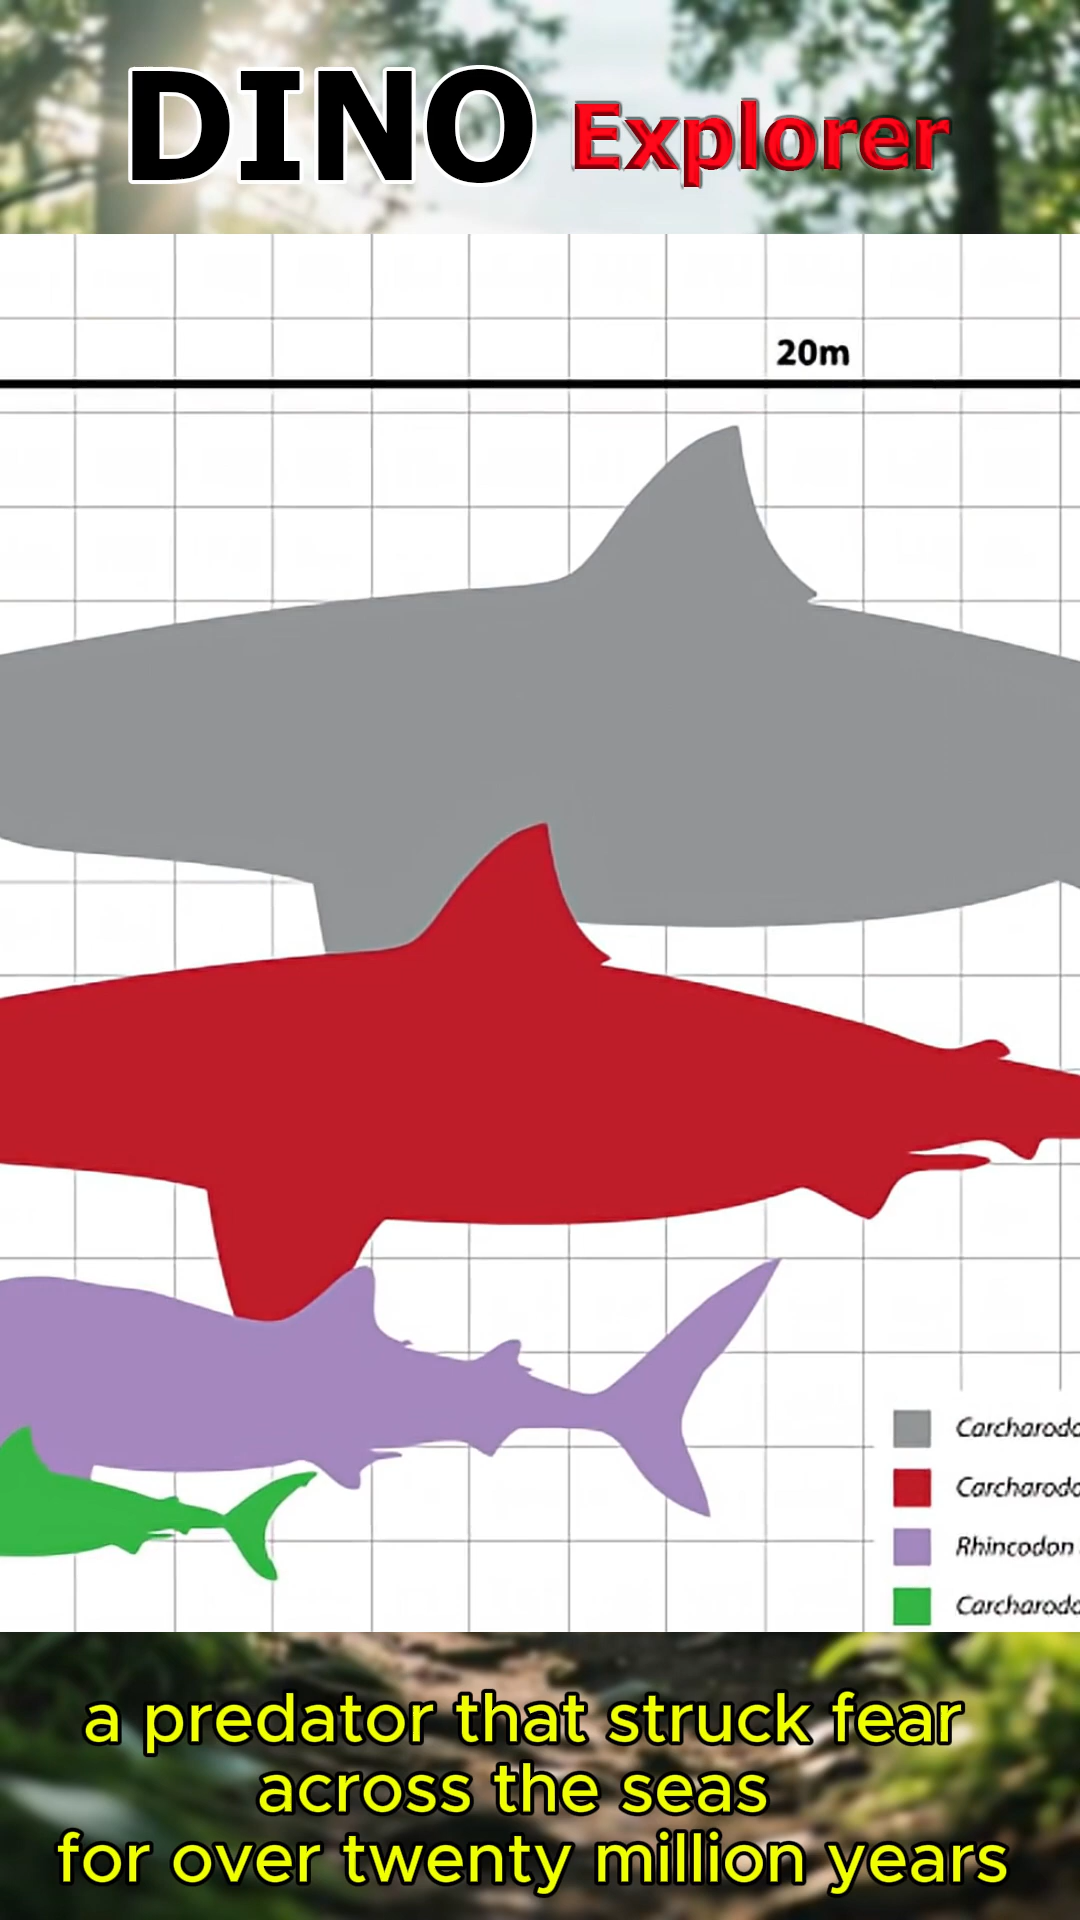 DINO Explorer
20m
Carcharodo
Carcharodo
Rhincodon
Carcharodo
a predator that struck fear
across the seas
for over twenty million years